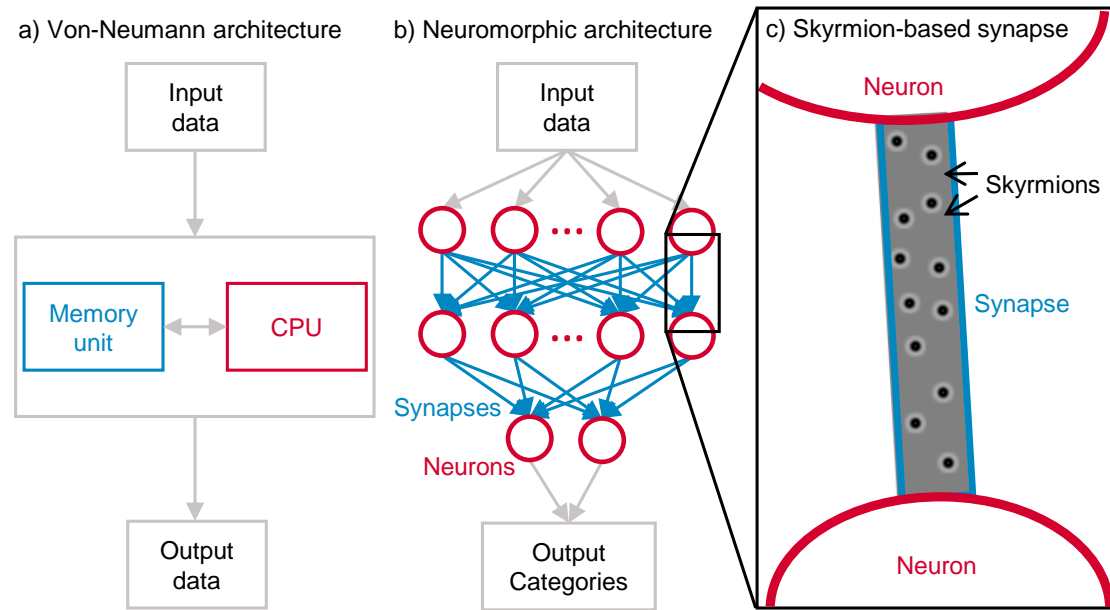 a) Von-Neumann architecture
Input
data
Memory
unit
CPU
Output
data
b) Neuromorphic architecture
Input
data
...
...
Synapses
Neurons
Output
Categories
c) Skyrmion-based synapse
Neuron
Skyrmions
Synapse
Neuron